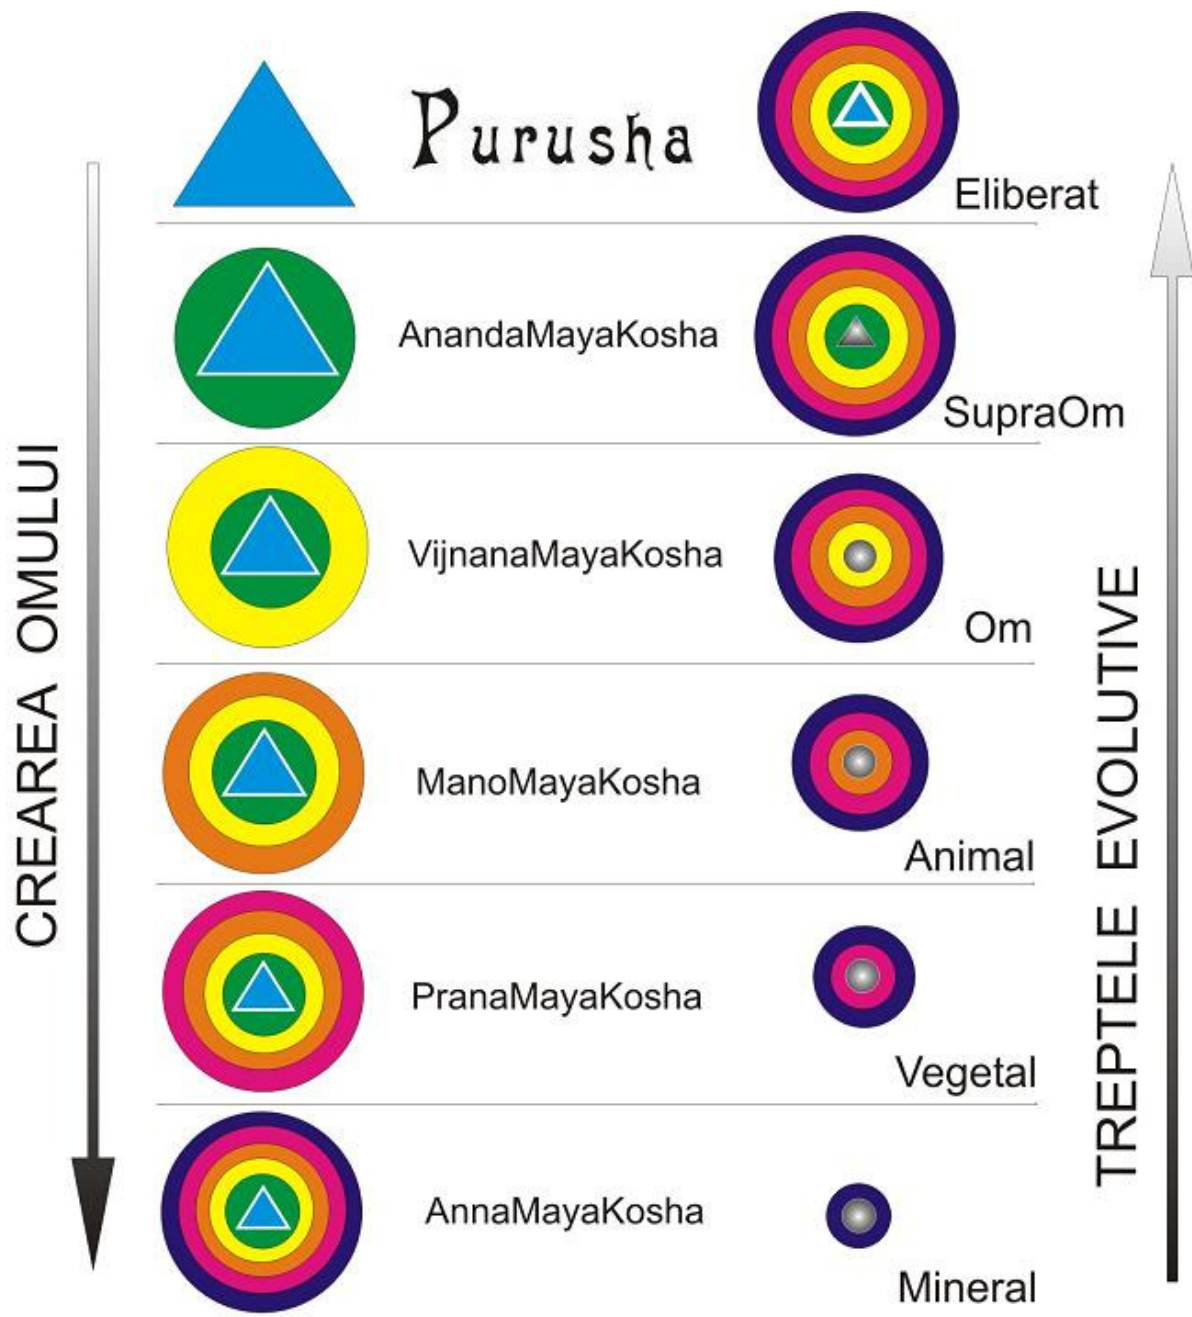 Purusha
Eliberat
AnandaMayaKosha
SupraOm
VijnanaMayaKosha
Om
ManoMayaKosha
Animal
PranaMayaKosha
Vegetal
AnnaMayaKosha
Mineral
CREAREA OMULUI
TREPTELE EVOLUTIVE